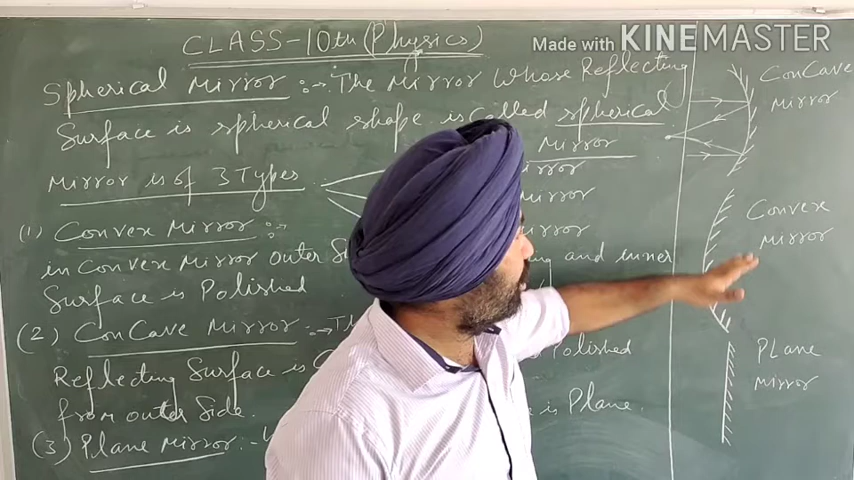 CLASS-10th (Physics)
Made with KINEMASTER
Spherical Mirror :- The Mirror Whose Reflecting
Surface is spherical shape is called spherical
Mirror
Mirror is of 3 Types
Mirror
Mirror
Mirror
(1) Convex Mirror :-
in Convex Mirror outer and inner
Surface is Polished
(2) ConCave Mirror :-
Reflecting Surface is Polished
from outer Side.
(3) Plane Mirror :- is Plane.
ConCave
Mirror
Convex
Mirror
PLane
Mirror